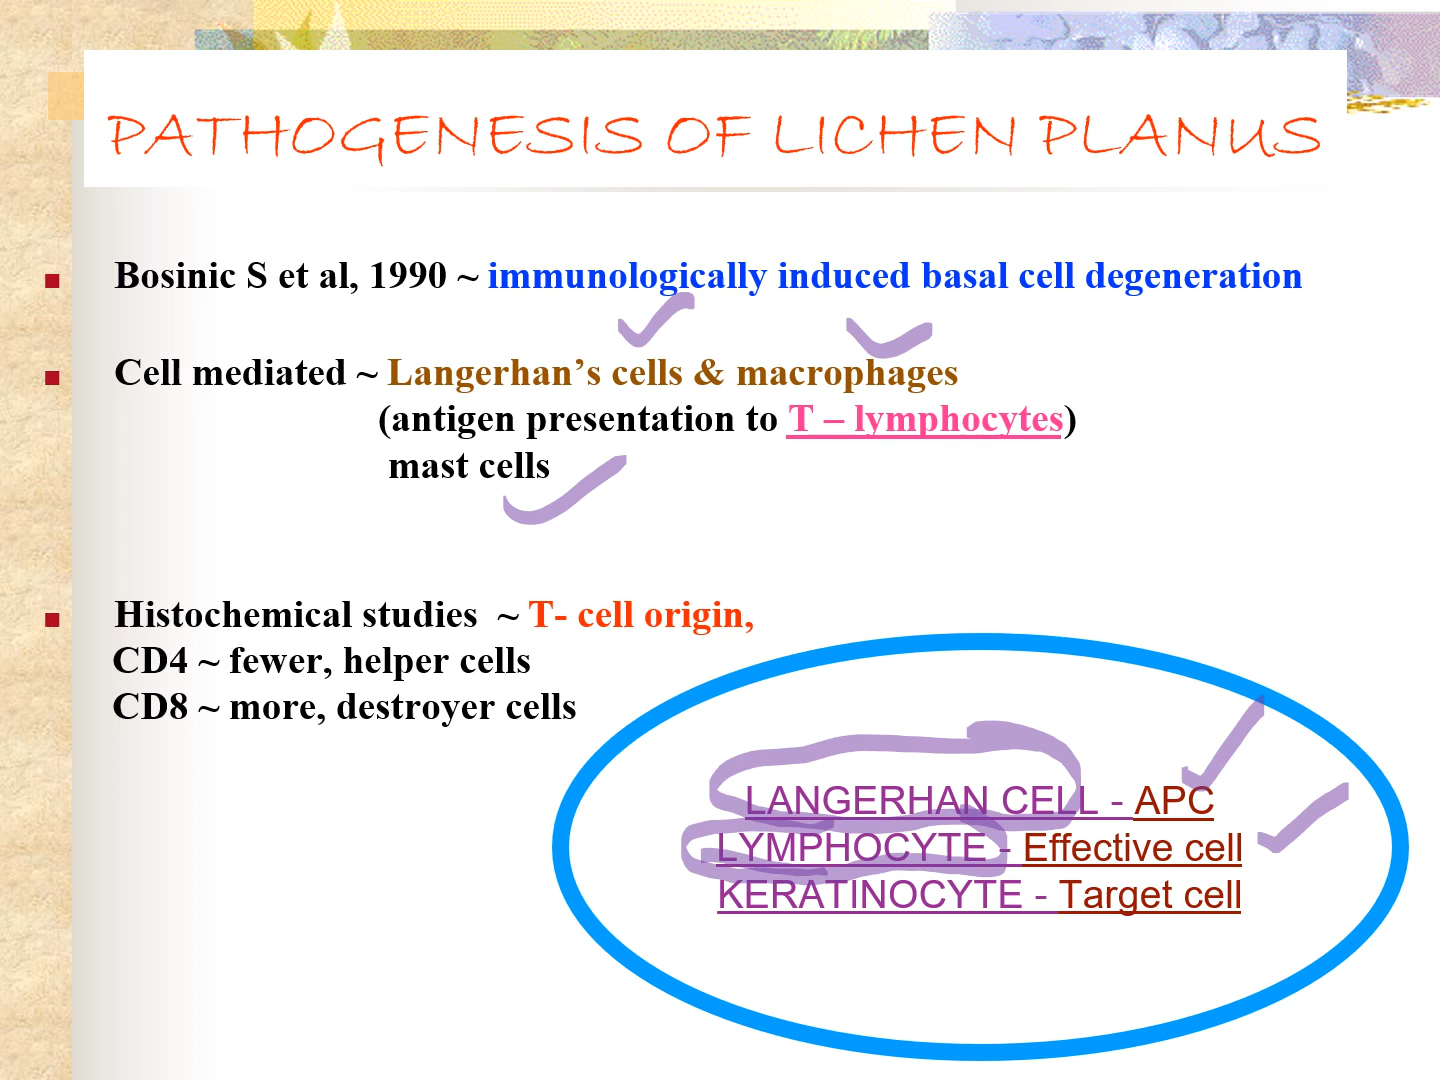 PATHOGENESIS OF LICHEN PLANUS
Bosinic S et al, 1990 ~ immunologically induced basal cell degeneration
Cell mediated ~ Langerhan’s cells & macrophages
(antigen presentation to T – lymphocytes)
mast cells
Histochemical studies ~ T- cell origin,
CD4 ~ fewer, helper cells
CD8 ~ more, destroyer cells
LANGERHAN CELL - APC
LYMPHOCYTE - Effective cell
KERATINOCYTE - Target cell